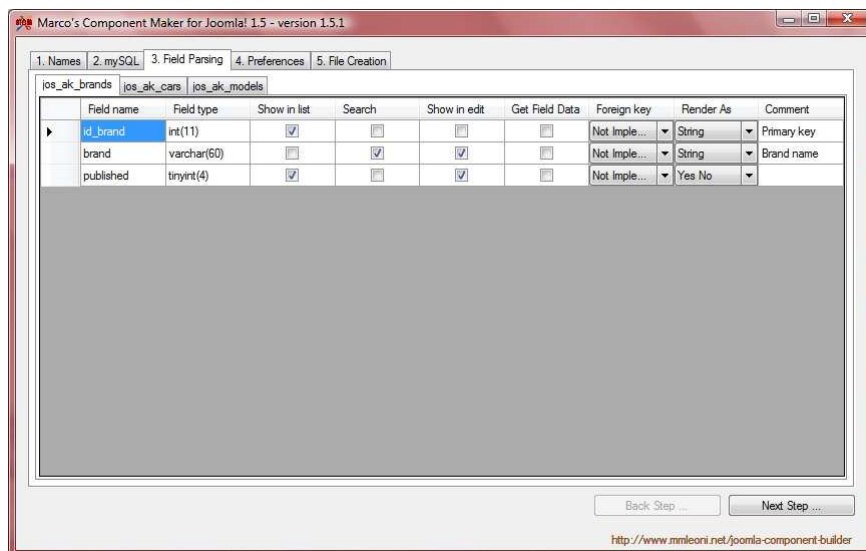 Marco's Component Maker for Joomla! 1.5 - version 1.5.1
1. Names 2. mySQL 3. Field Parsing 4. Preferences 5. File Creation
jos_ak_brands jos_ak_cars jos_ak_models
Field name Field type Show in list Search Show in edit Get Field Data Foreign key Render As Comment
id_brand int(11) Not Imple... String Primary key
brand varchar(60) Not Imple... String Brand name
published tinyint(4) Not Imple... Yes No
Back Step ... Next Step ...
http://www.mmleoni.net/joomla-component-builder